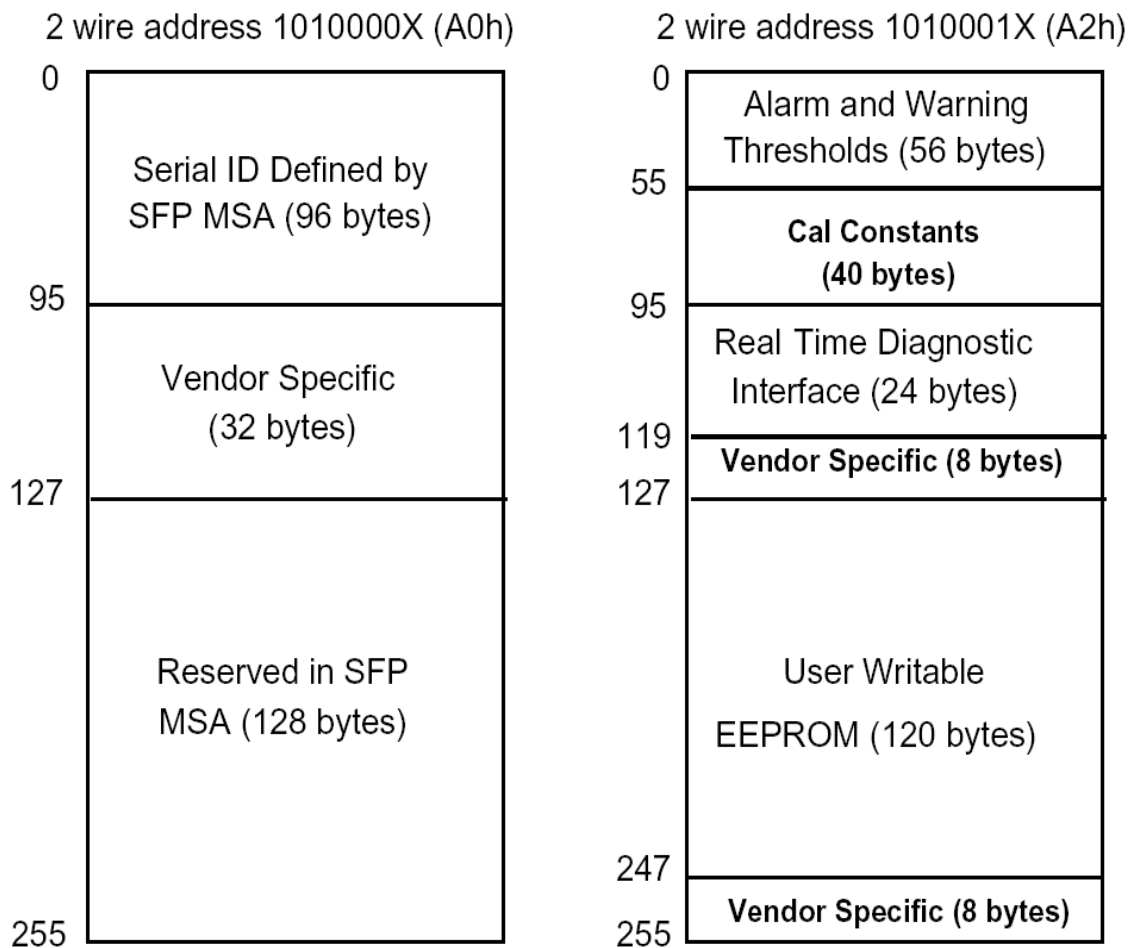 2 wire address 1010000X (A0h)
0
Serial ID Defined by
SFP MSA (96 bytes)
95
Vendor Specific
(32 bytes)
127
Reserved in SFP
MSA (128 bytes)
255
2 wire address 1010001X (A2h)
0
Alarm and Warning
Thresholds (56 bytes)
55
Cal Constants
(40 bytes)
95
Real Time Diagnostic
Interface (24 bytes)
119
Vendor Specific (8 bytes)
127
User Writable
EEPROM (120 bytes)
247
Vendor Specific (8 bytes)
255